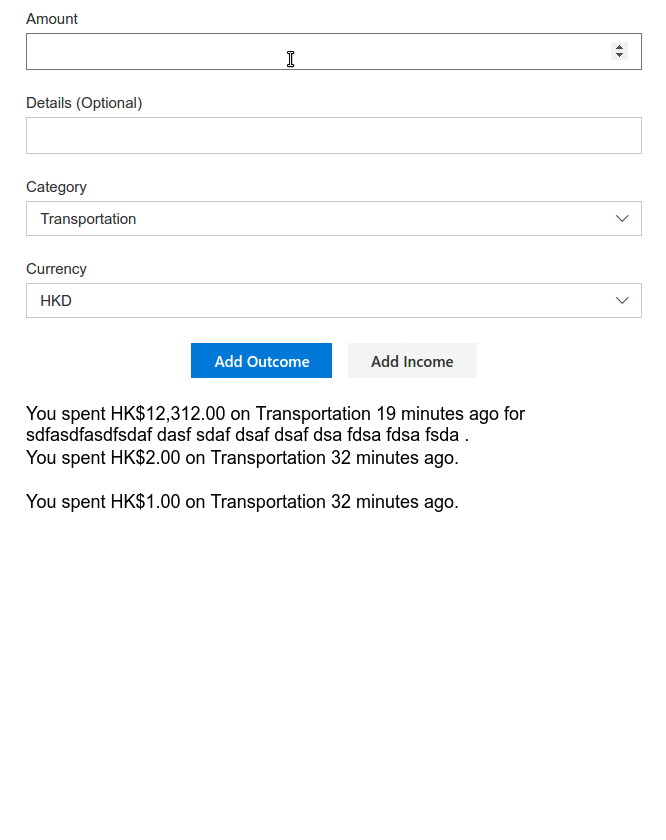 Amount
Details (Optional)
Category
Transportation
Currency
HKD
Add Outcome
Add Income
You spent HK$12,312.00 on Transportation 19 minutes ago for
sdfasdfasdfsdaf dasf sdaf dsaf dsaf dsa fdsa fdsa fsda .
You spent HK$2.00 on Transportation 32 minutes ago.
You spent HK$1.00 on Transportation 32 minutes ago.